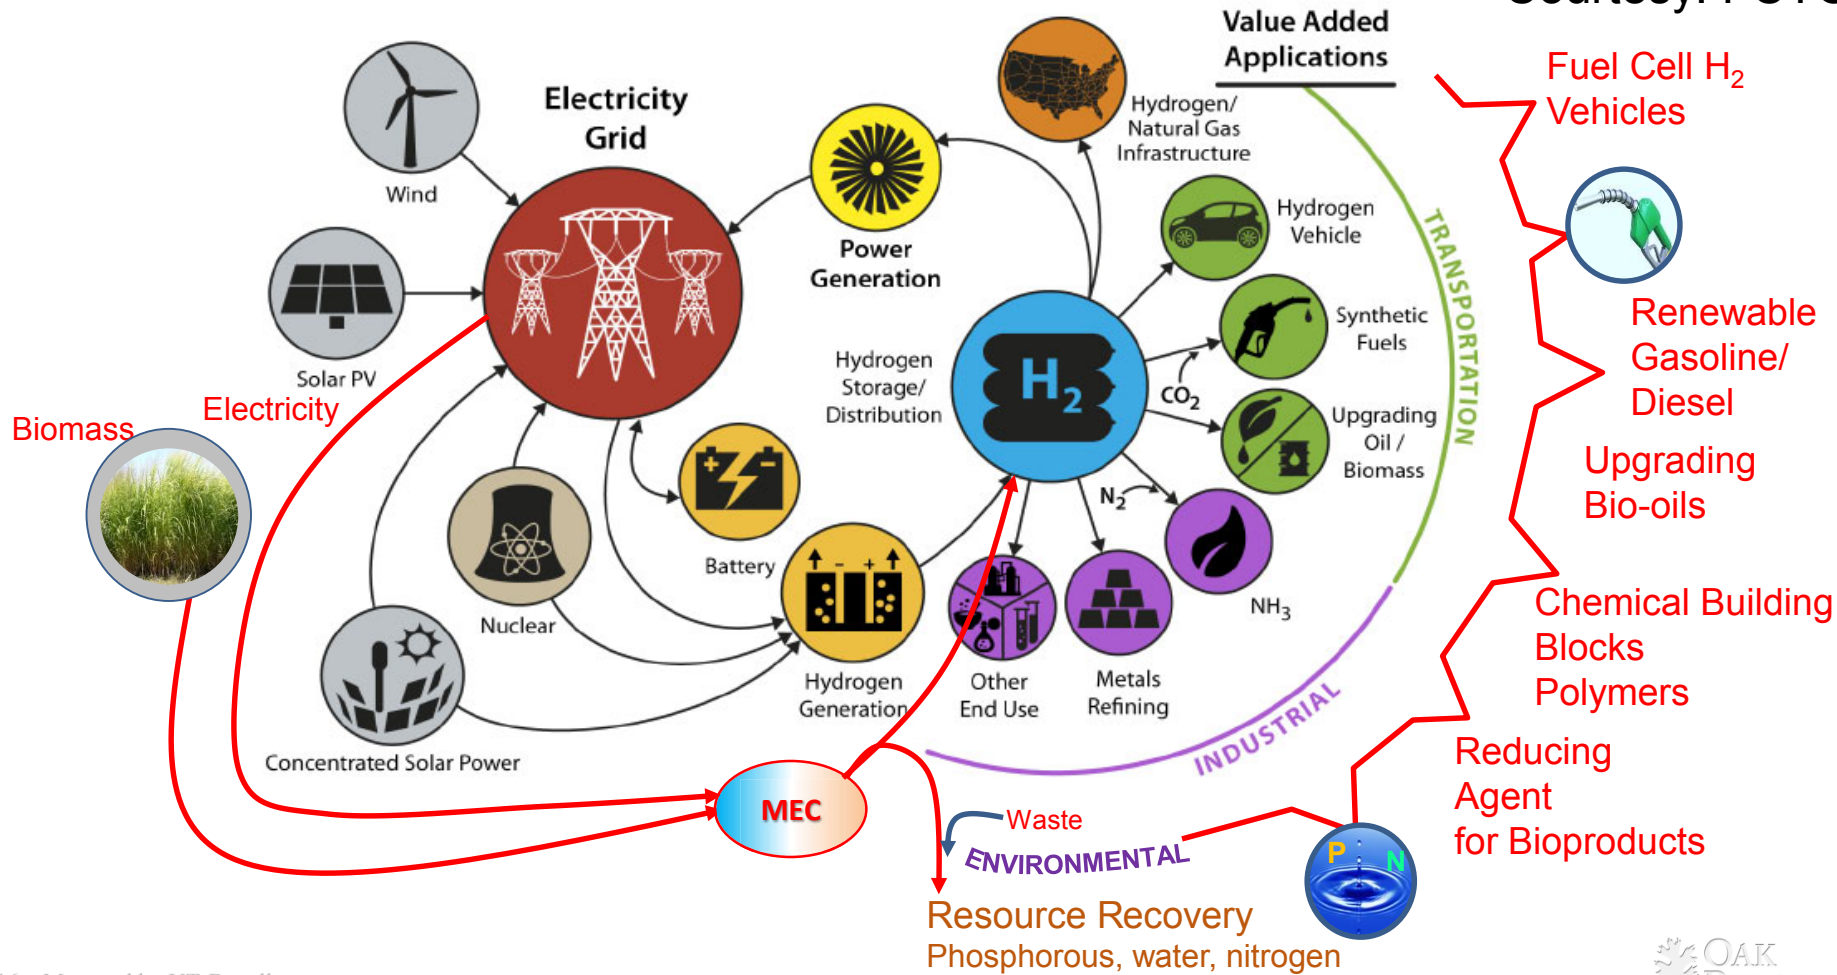 Value Added
Applications
Fuel Cell H₂
Vehicles
Electricity
Grid
Hydrogen/
Natural Gas
Infrastructure
Wind
Hydrogen
Vehicle
TRANSPORTATION
Power
Generation
Solar PV
Synthetic
Fuels
CO₂
Renewable
Gasoline/
Diesel
Hydrogen
Storage/
Distribution
H₂
Electricity
Biomass
Upgrading
Oil /
Biomass
Upgrading
Bio-oils
+ -
N₂
Battery
- +
NH₃
Nuclear
Chemical Building
Blocks
Polymers
Hydrogen
Generation
Other
End Use
Metals
Refining
INDUSTRIAL
Concentrated Solar Power
Reducing
Agent
for Bioproducts
MEC
Waste
ENVIRONMENTAL
P N
Resource Recovery
Phosphorous, water, nitrogen
OAK